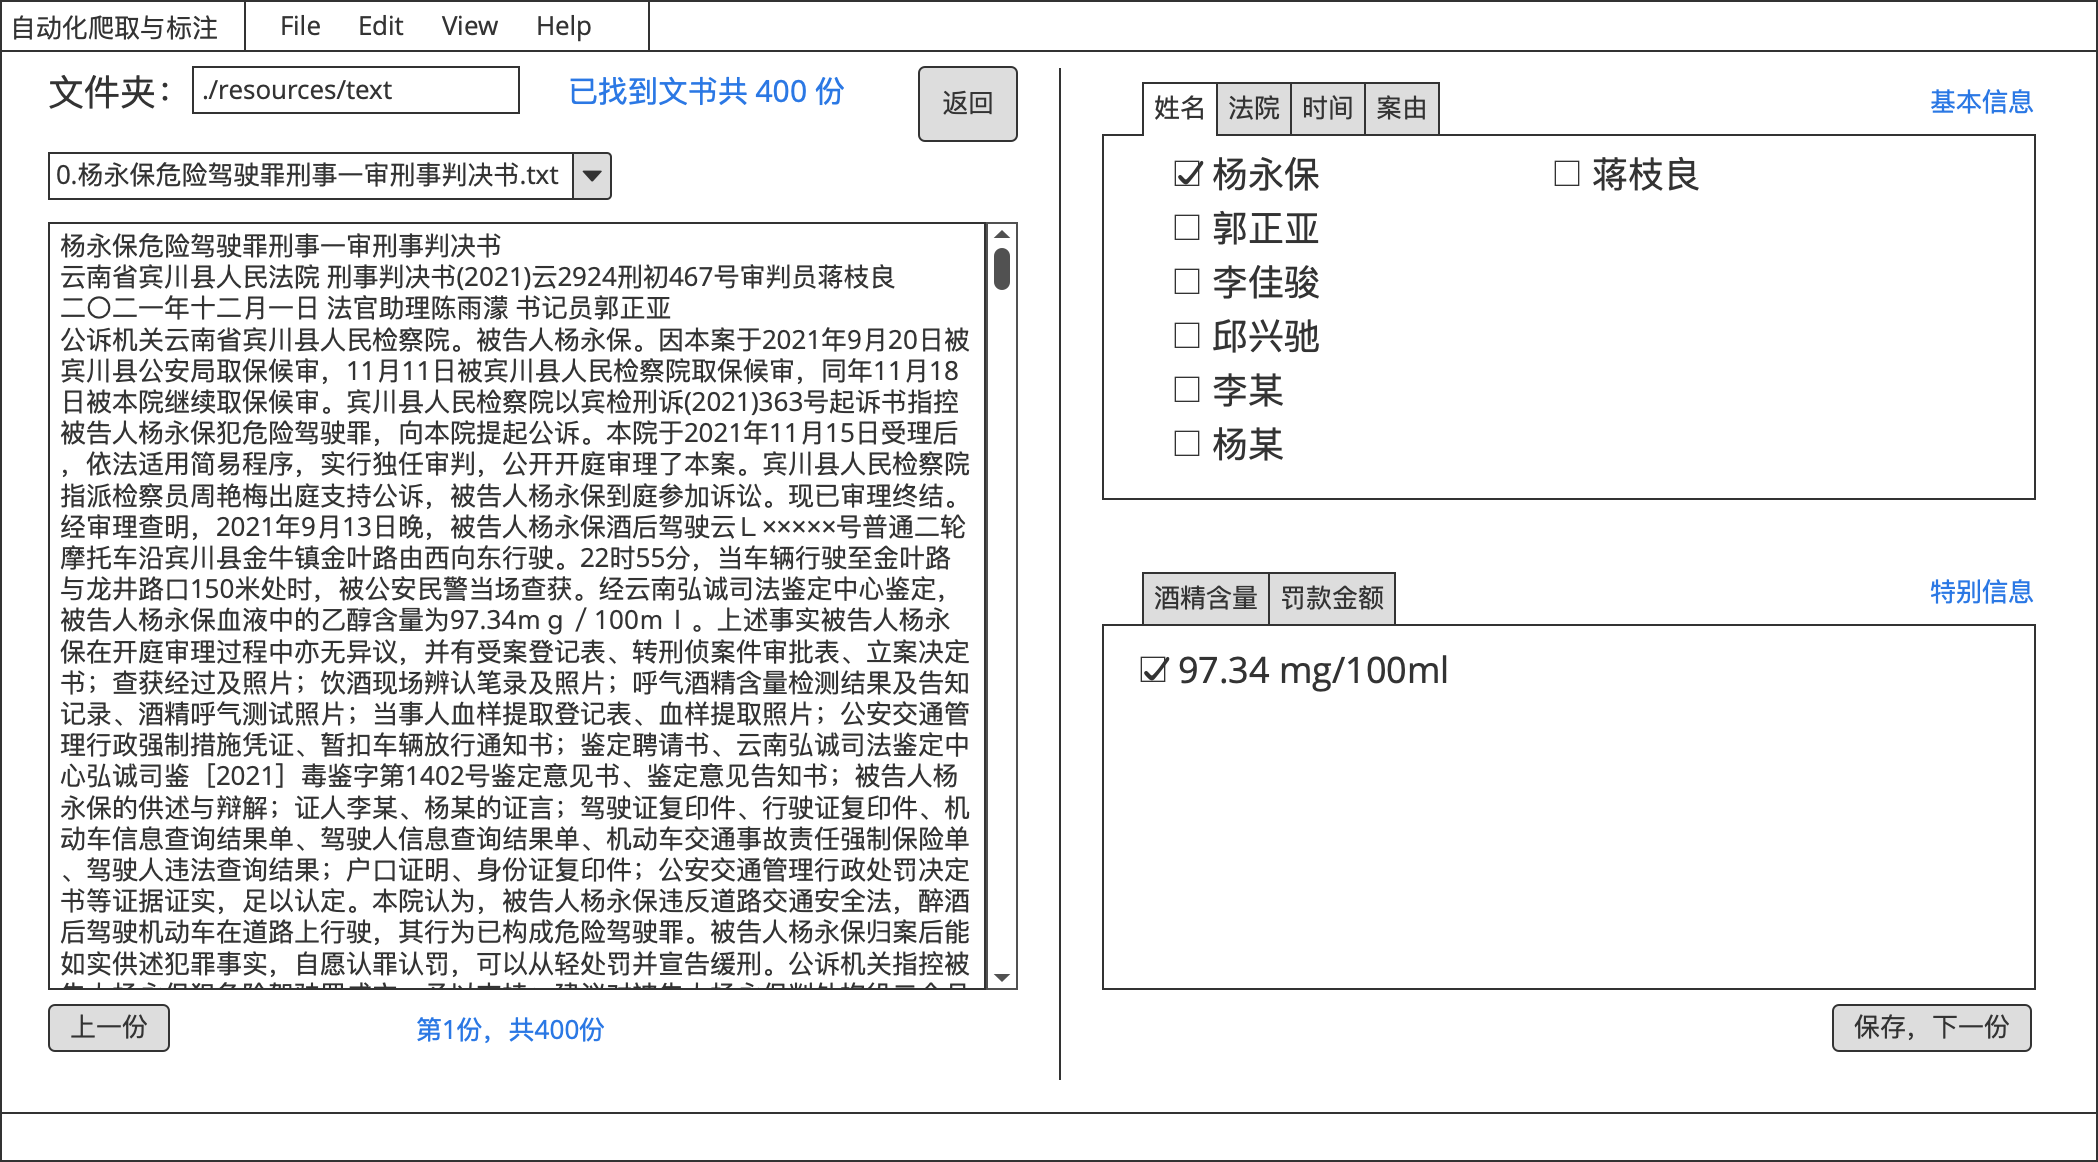 自动化爬取与标注
File Edit View Help
文件夹： ./resources/text
已找到文书共 400 份
返回
0.杨永保危险驾驶罪刑事一审刑事判决书.txt
杨永保危险驾驶罪刑事一审刑事判决书
云南省宾川县人民法院 刑事判决书(2021)云2924刑初467号审判员蒋枝良
二〇二一年十二月一日 法官助理陈雨濛 书记员郭正亚
公诉机关云南省宾川县人民检察院。被告人杨永保。因本案于2021年9月20日被
宾川县公安局取保候审，11月11日被宾川县人民检察院取保候审，同年11月18
日被本院继续取保候审。宾川县人民检察院以宾检刑诉(2021)363号起诉书指控
被告人杨永保犯危险驾驶罪，向本院提起公诉。本院于2021年11月15日受理后
，依法适用简易程序，实行独任审判，公开开庭审理了本案。宾川县人民检察院
指派检察员周艳梅出庭支持公诉，被告人杨永保到庭参加诉讼。现已审理终结。
经审理查明，2021年9月13日晚，被告人杨永保酒后驾驶云Ｌ×××××号普通二轮
摩托车沿宾川县金牛镇金叶路由西向东行驶。22时55分，当车辆行驶至金叶路
与龙井路口150米处时，被公安民警当场查获。经云南弘诚司法鉴定中心鉴定，
被告人杨永保血液中的乙醇含量为97.34mｇ／100mｌ。上述事实被告人杨永
保在开庭审理过程中亦无异议，并有受案登记表、转刑侦案件审批表、立案决定
书；查获经过及照片；饮酒现场辨认笔录及照片；呼气酒精含量检测结果及告知
记录、酒精呼气测试照片；当事人血样提取登记表、血样提取照片；公安交通管
理行政强制措施凭证、暂扣车辆放行通知书；鉴定聘请书、云南弘诚司法鉴定中
心弘诚司鉴［2021］毒鉴字第1402号鉴定意见书、鉴定意见告知书；被告人杨
永保的供述与辩解；证人李某、杨某的证言；驾驶证复印件、行驶证复印件、机
动车信息查询结果单、驾驶人信息查询结果单、机动车交通事故责任强制保险单
、驾驶人违法查询结果；户口证明、身份证复印件；公安交通管理行政处罚决定
书等证据证实，足以认定。本院认为，被告人杨永保违反道路交通安全法，醉酒
后驾驶机动车在道路上行驶，其行为已构成危险驾驶罪。被告人杨永保归案后能
如实供述犯罪事实，自愿认罪认罚，可以从轻处罚并宣告缓刑。公诉机关指控被
上一份
第1份，共400份
姓名 法院 时间 案由
基本信息
杨永保 蒋枝良
郭正亚
李佳骏
邱兴驰
李某
杨某
酒精含量 罚款金额
特别信息
97.34 mg/100ml
保存，下一份